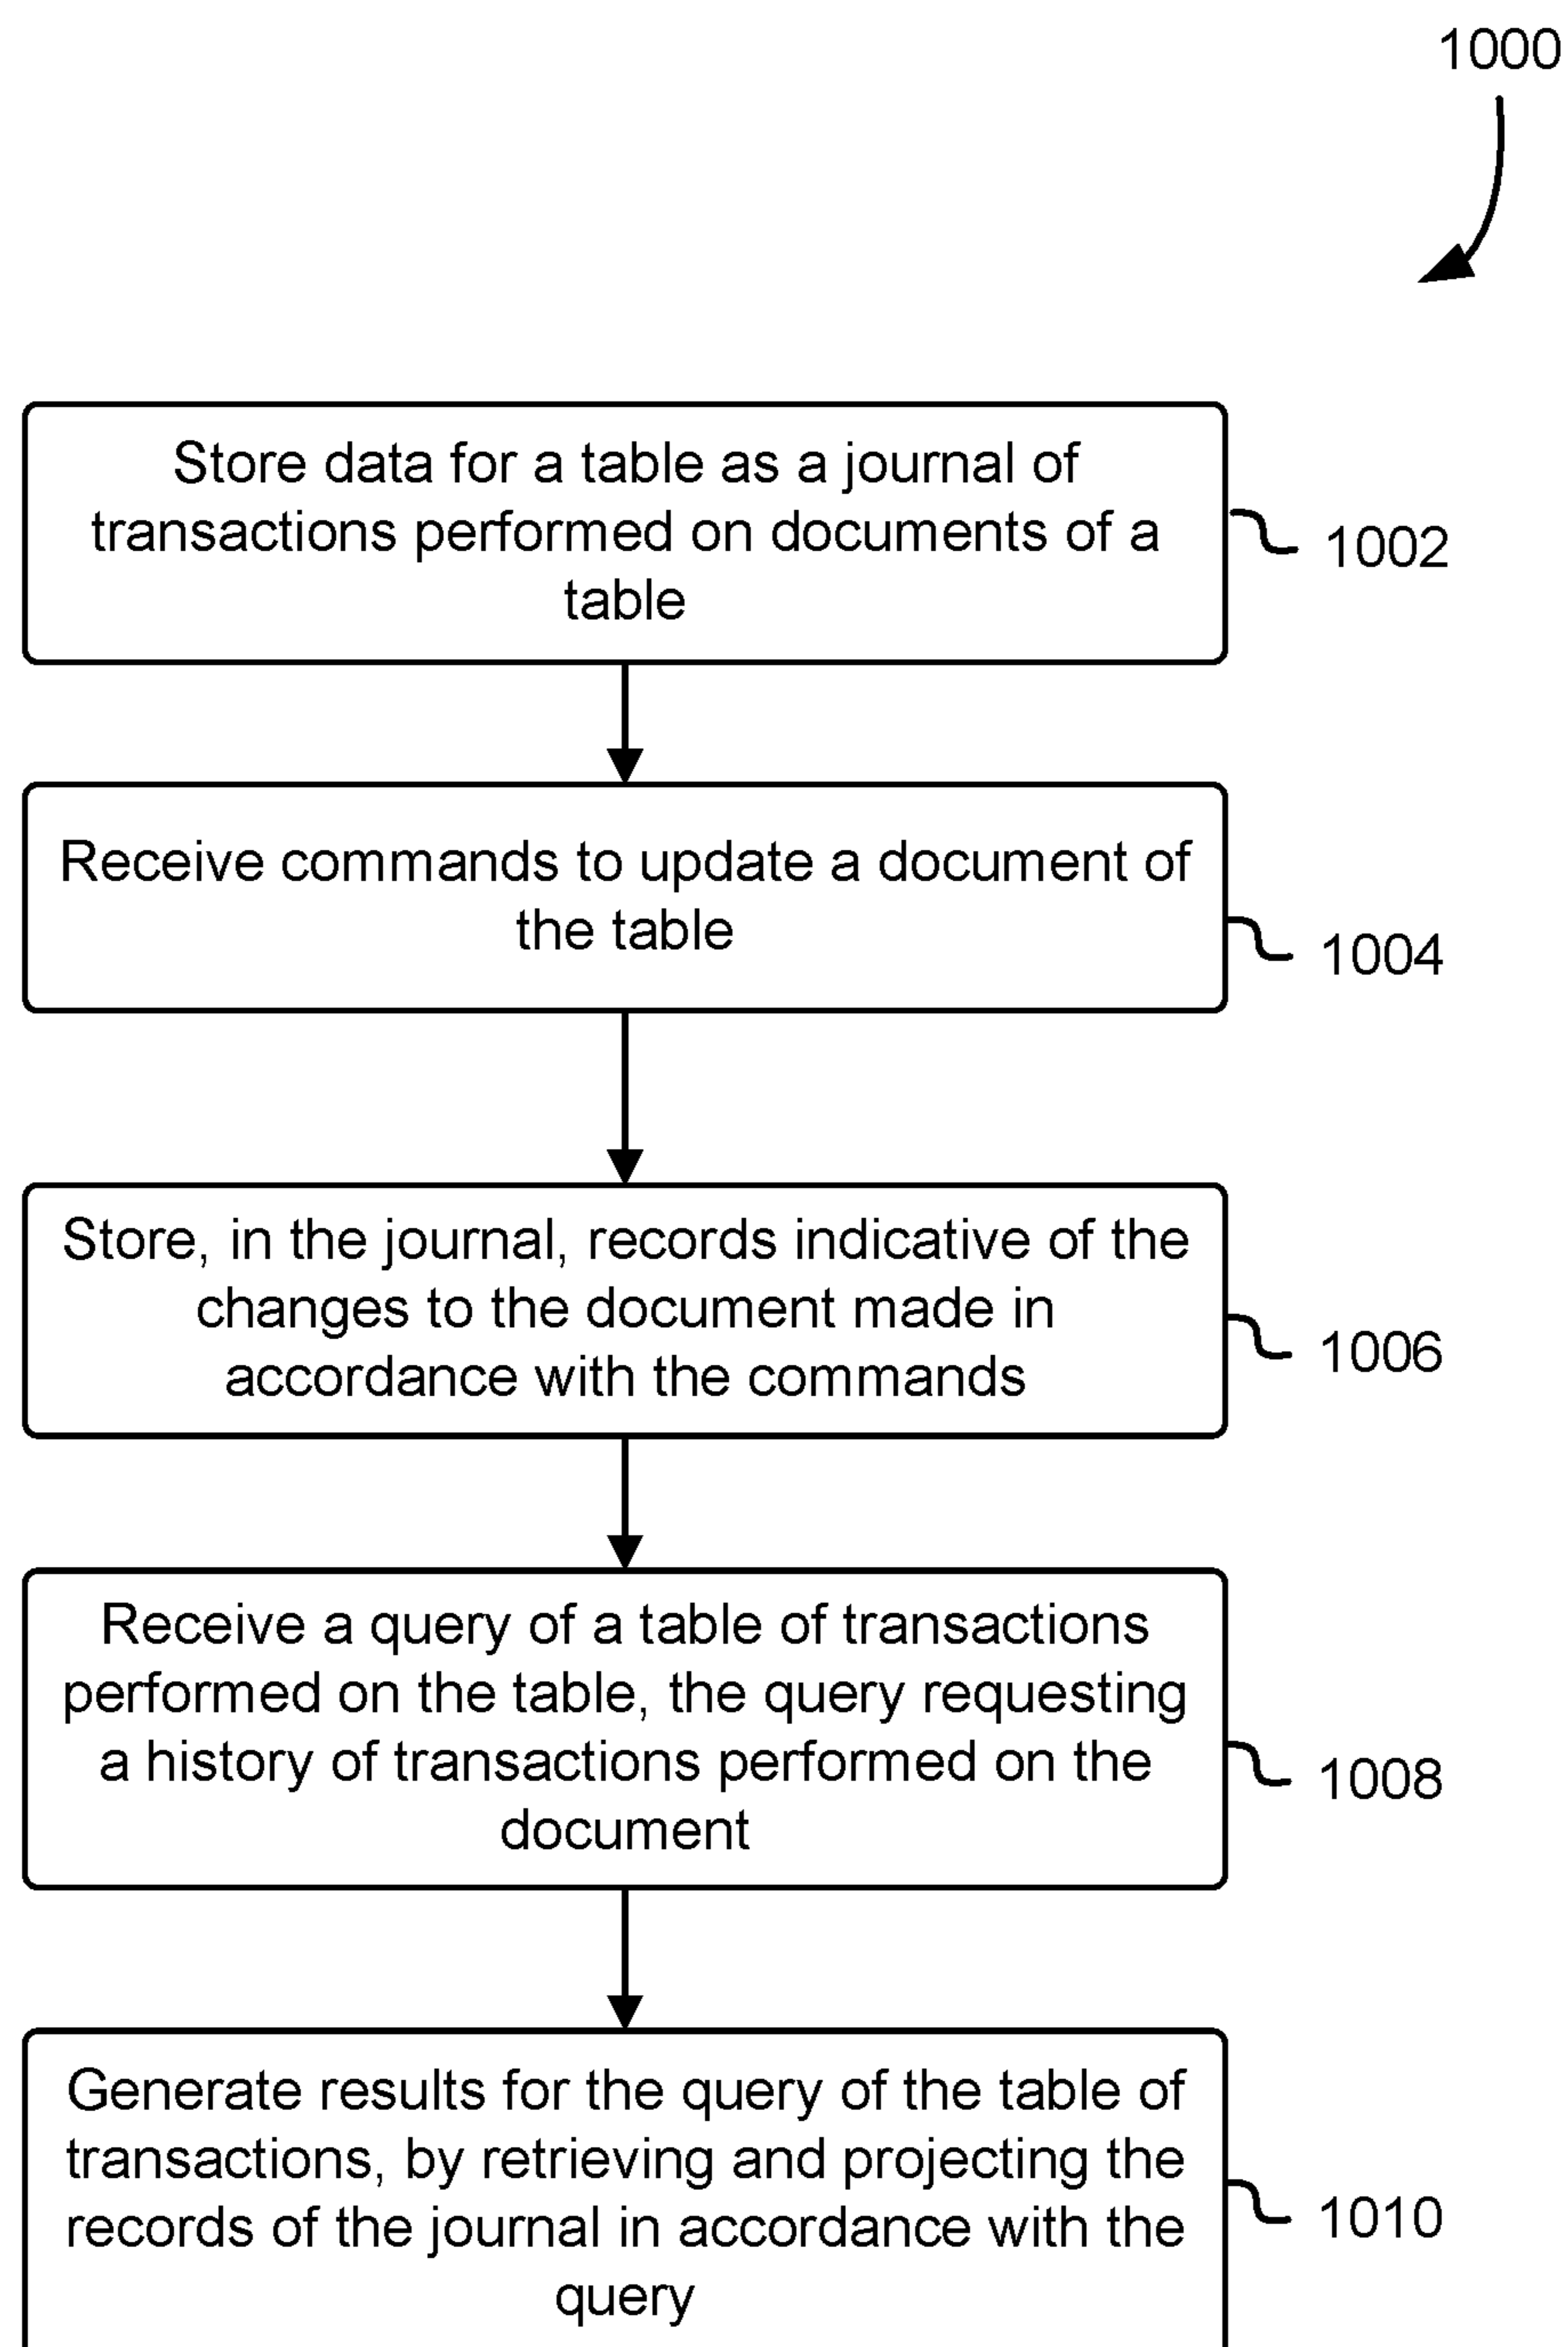 1000
Store data for a table as a journal of
transactions performed on documents of a
table
1002
Receive commands to update a document of
the table
1004
Store, in the journal, records indicative of the
changes to the document made in
accordance with the commands
1006
Receive a query of a table of transactions
performed on the table, the query requesting
a history of transactions performed on the
document
1008
Generate results for the query of the table of
transactions, by retrieving and projecting the
records of the journal in accordance with the
query
1010